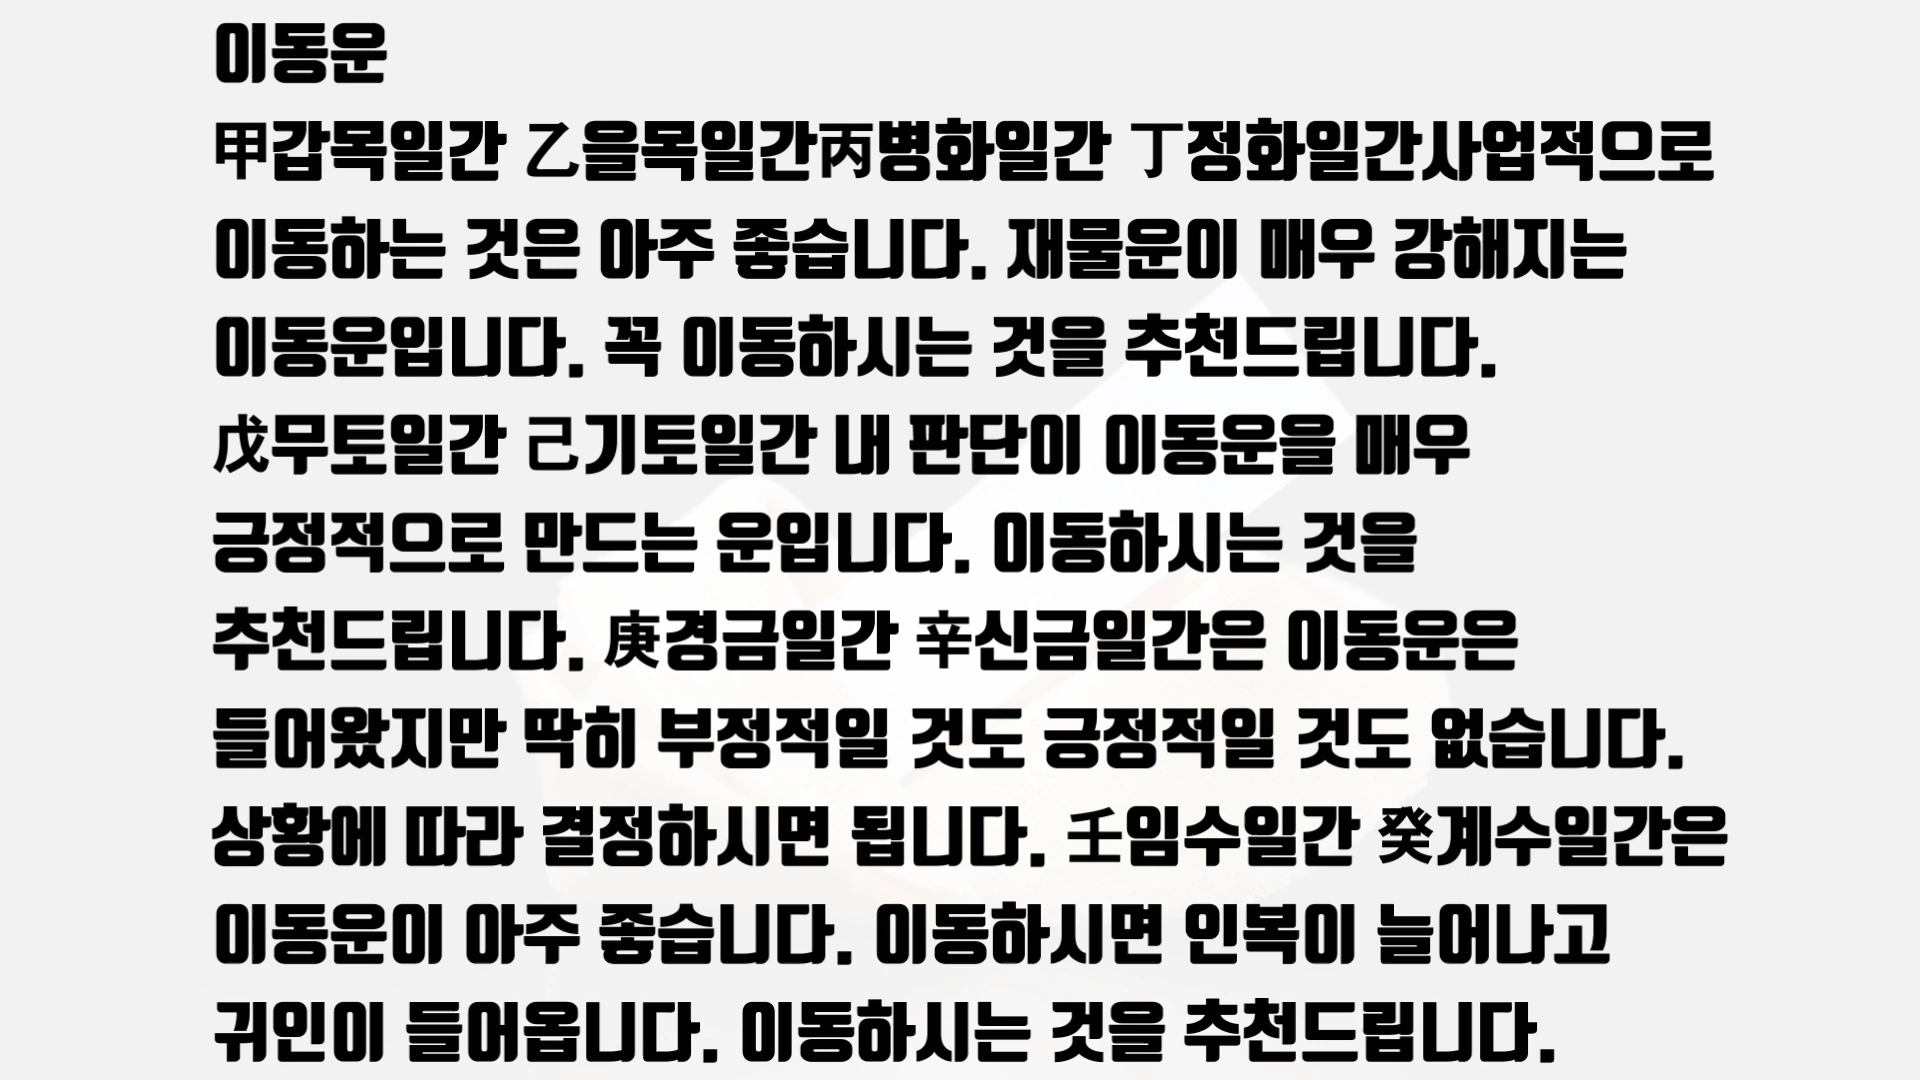 이동운
甲갑목일간 乙을목일간丙병화일간 丁정화일간사업적으로
이동하는 것은 아주 좋습니다. 재물운이 매우 강해지는
이동운입니다. 꼭 이동하시는 것을 추천드립니다.
戊무토일간 己기토일간 내 판단이 이동운을 매우
긍정적으로 만드는 운입니다. 이동하시는 것을
추천드립니다. 庚경금일간 辛신금일간은 이동운은
들어왔지만 딱히 부정적일 것도 긍정적일 것도 없습니다.
상황에 따라 결정하시면 됩니다. 壬임수일간 癸계수일간은
이동운이 아주 좋습니다. 이동하시면 인복이 늘어나고
귀인이 들어옵니다. 이동하시는 것을 추천드립니다.